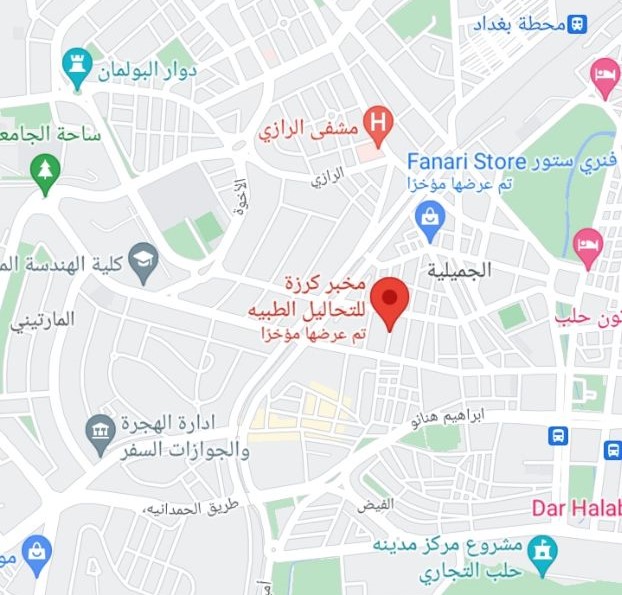 محطة بغداد
دوار البولمان
ساحة الجامع
مشفى الرازي
الرازي
الأخوة
Fanari Store فنري ستور
تم عرضها مؤخرًا
كلية الهندسة الم
الجميلية
مخبر كرزة
للتحاليل الطبيه
تم عرضها مؤخرًا
المارتيني
تون حلب
ابراهيم هنانو
ادارة الهجرة
والجوازات السفر
طريق الحمدانيه،
الفيض
Dar Halab
مشروع مركز مدينه
حلب التجاري
مو